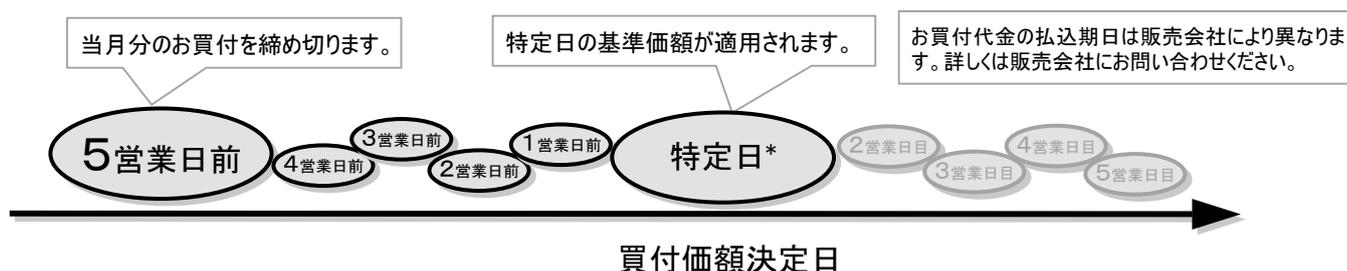 当月分のお買付を締め切ります。
特定日の基準価額が適用されます。
お買付代金の払込期日は販売会社により異なりま
す。詳しくは販売会社にお問い合わせください。
5営業日前
4営業日前
3営業日前
2営業日前
1営業日前
特定日*
2営業日目
3営業日目
4営業日目
5営業日目
買付価額決定日